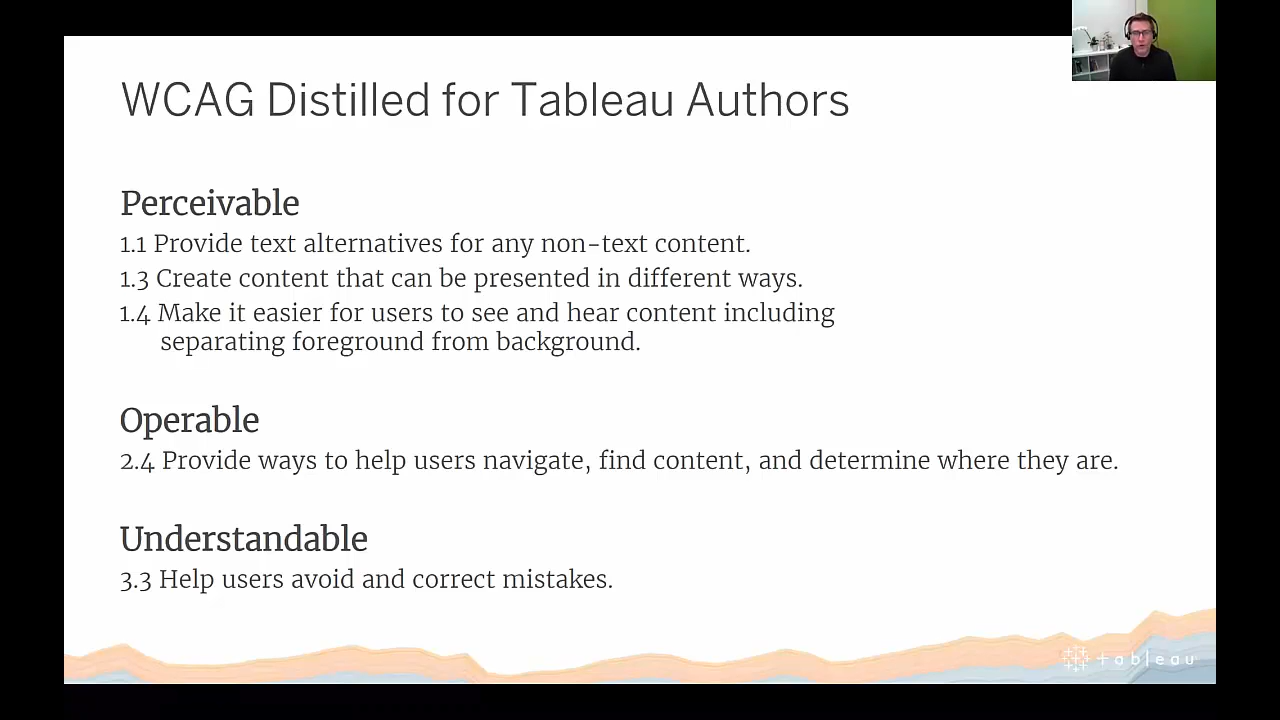 WCAG Distilled for Tableau Authors
Perceivable
1.1 Provide text alternatives for any non-text content.
1.3 Create content that can be presented in different ways.
1.4 Make it easier for users to see and hear content including
separating foreground from background.
Operable
2.4 Provide ways to help users navigate, find content, and determine where they are.
Understandable
3.3 Help users avoid and correct mistakes.
tableau